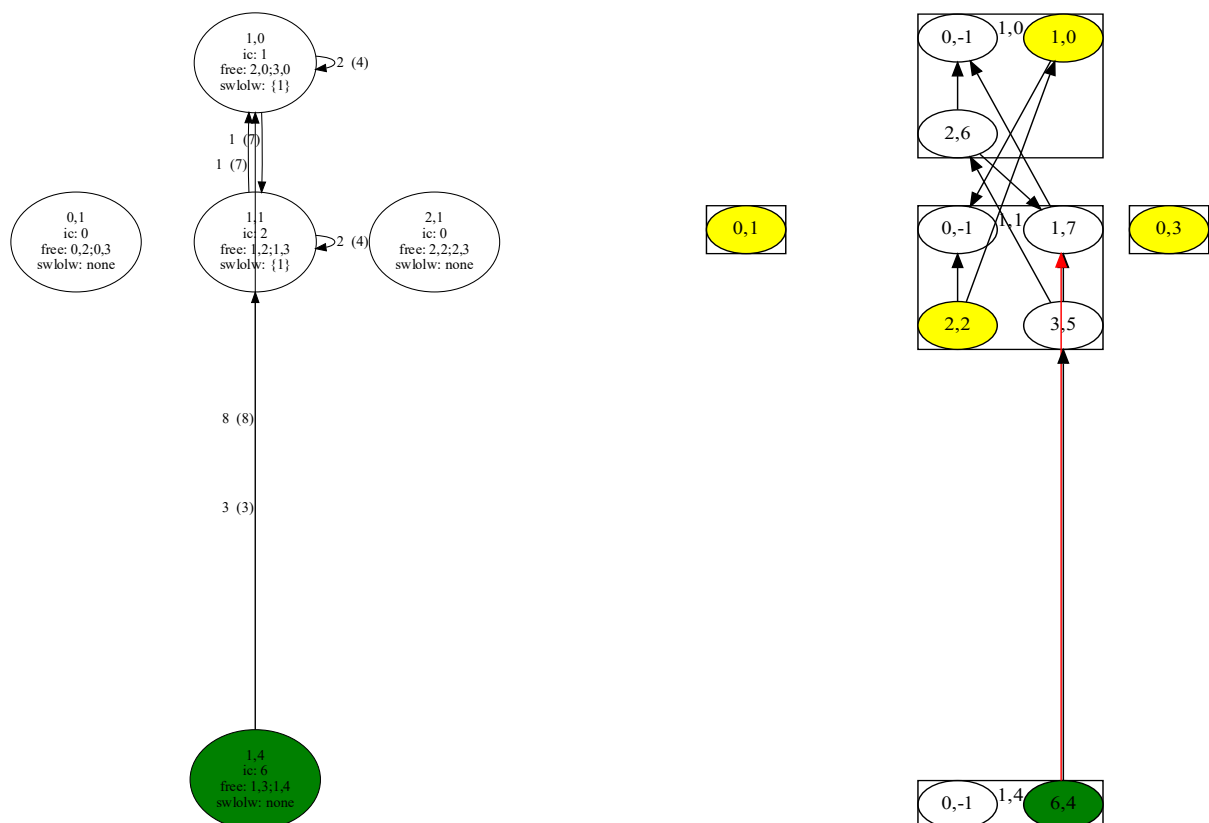 1,0
ic: 1
free: 2,0;3,0
swlolw: {1}
2 (4)
1 (7)
1 (7)
0,1
ic: 0
free: 0,2;0,3
swlolw: none
1,1
ic: 2
free: 1,2;1,3
swlolw: {1}
2 (4)
2,1
ic: 0
free: 2,2;2,3
swlolw: none
8 (8)
3 (3)
1,4
ic: 6
free: 1,3;1,4
swlolw: none
0,-1
1,0
1,0
2,6
0,1
0,-1
1,1
1,7
0,3
2,2
3,5
0,-1
1,4
6,4